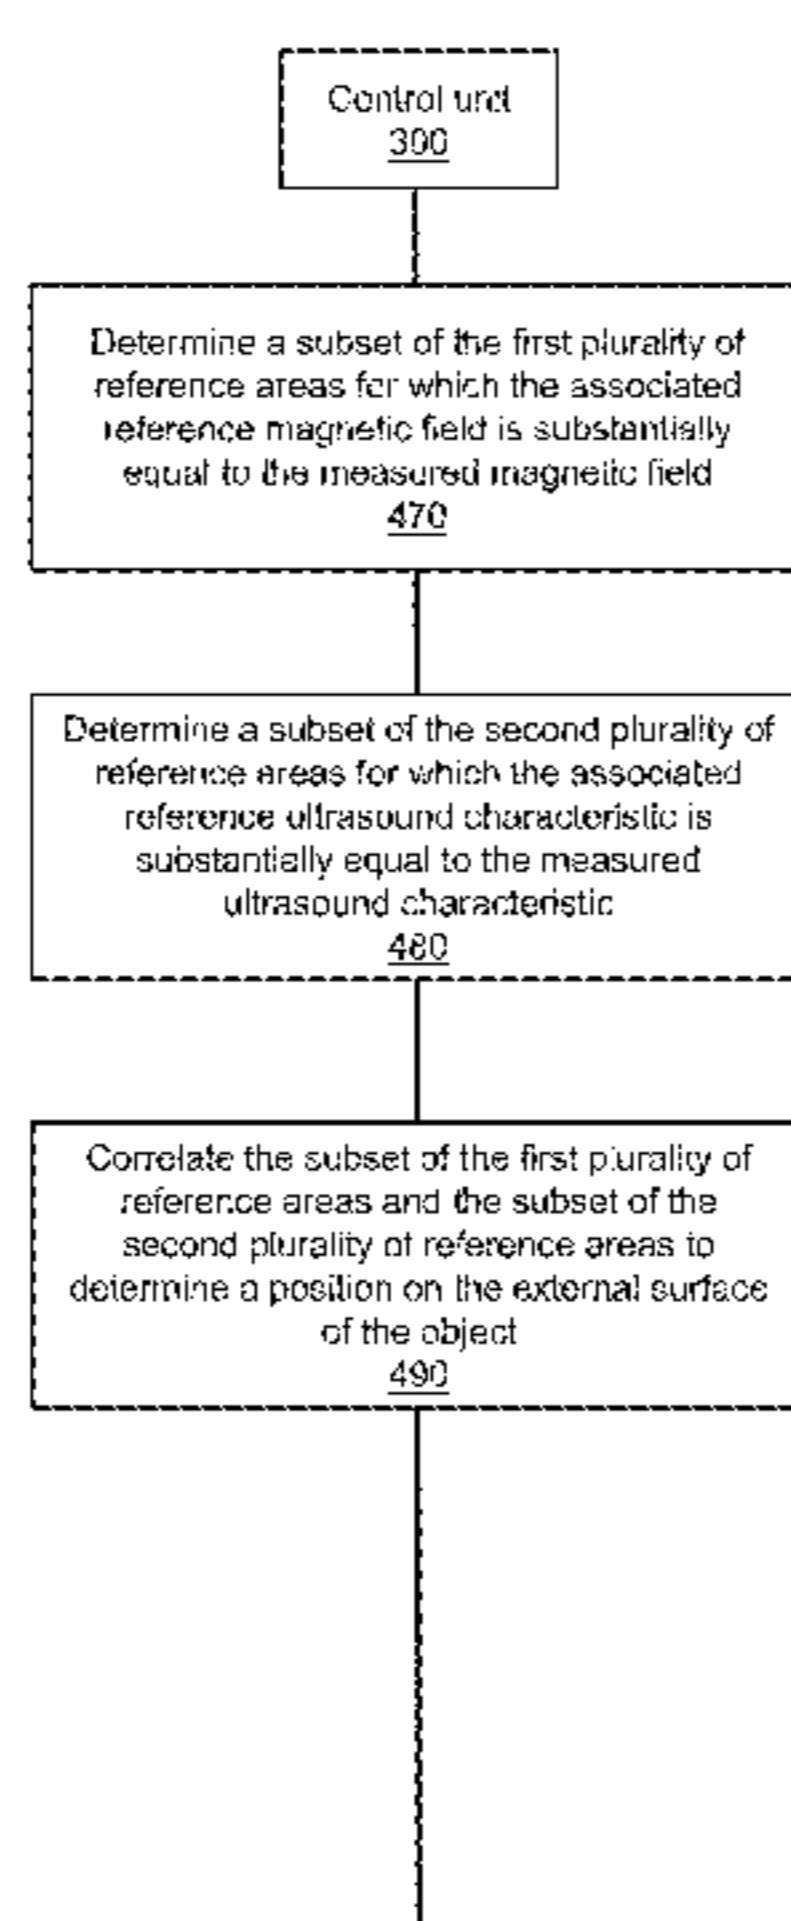 Control unit
300
Determine a subset of the first plurality of
reference areas for which the associated
reference magnetic field is substantially
equal to the measured magnetic field
470
Determine a subset of the second plurality of
reference areas for which the associated
reference ultrasound characteristic is
substantially equal to the measured
ultrasound characteristic
480
Correlate the subset of the first plurality of
reference areas and the subset of the
second plurality of reference areas to
determine a position on the external surface
of the object
490